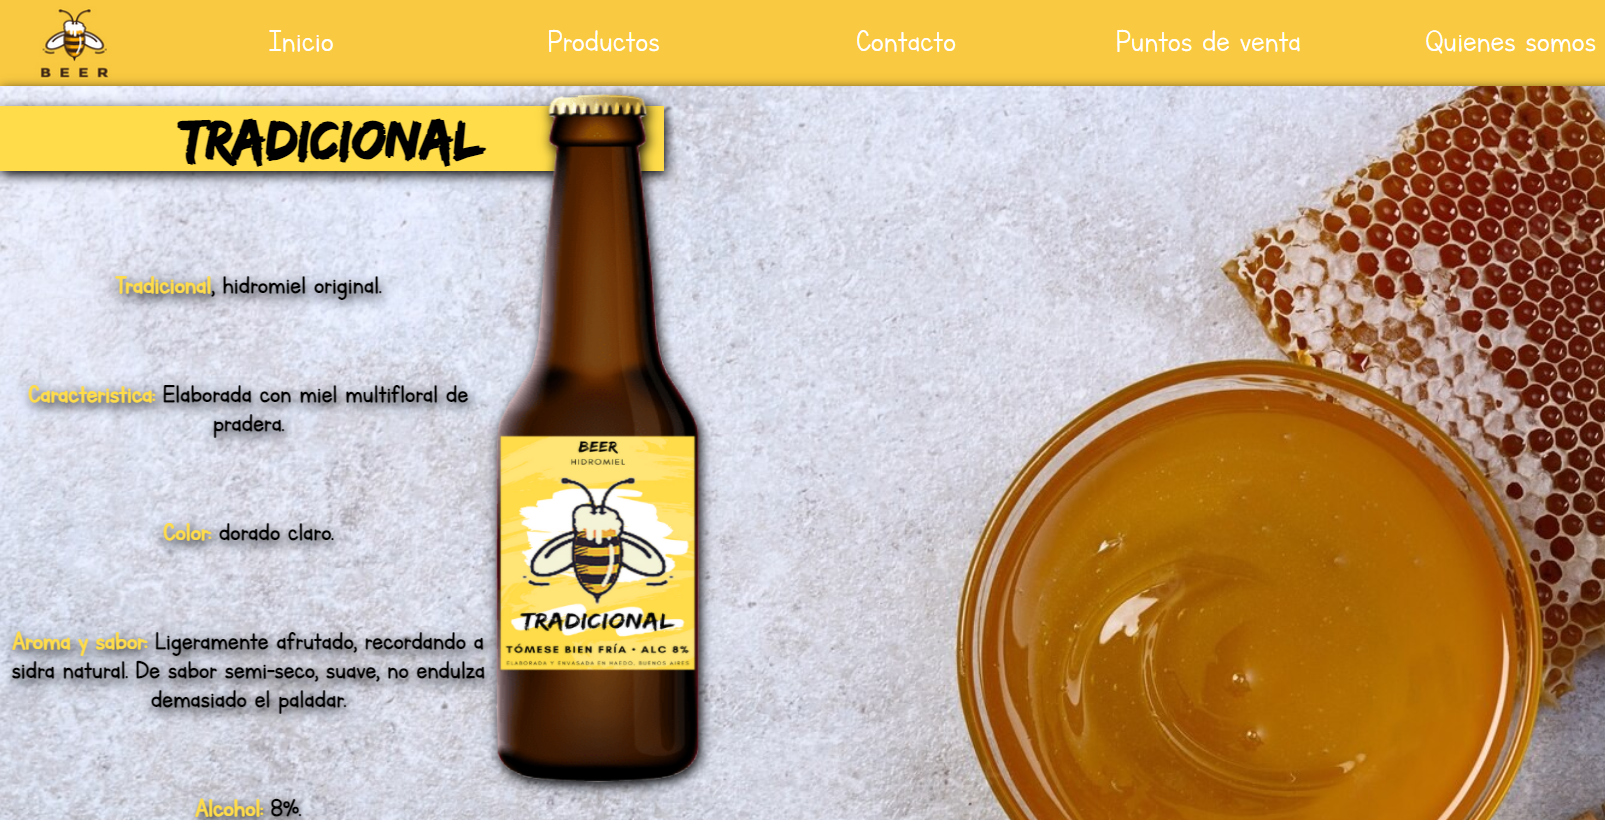 BEER
Inicio
Productos
Contacto
Puntos de venta
Quienes somos
TRADICIONAL
Tradicional, hidromiel original.
Caracteristica: Elaborada con miel multifloral de
pradera.
Color: dorado claro.
Aroma y sabor: Ligeramente afrutado, recordando a
sidra natural. De sabor semi-seco, suave, no endulza
demasiado el paladar.
Alcohol: 8%.
BEER
HIDROMIEL
TRADICIONAL
TÓMESE BIEN FRÍA • ALC 8%
ELABORADA Y ENVASADA EN HAEDO, BUENOS AIRES